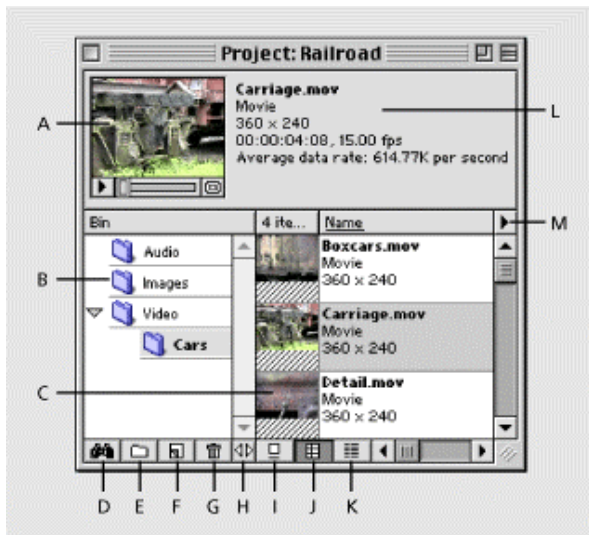 Project: Railroad
Carriage.mov
Movie
360 × 240
00:00:04:08, 15.00 fps
Average data rate: 614.77K per second
A
L
Bin
4 ite...
Name
M
Audio
Images
Video
Cars
B
Boxcars.mov
Movie
360 × 240
Carriage.mov
Movie
360 × 240
Detail.mov
Movie
360 × 240
C
D E F G H I J K